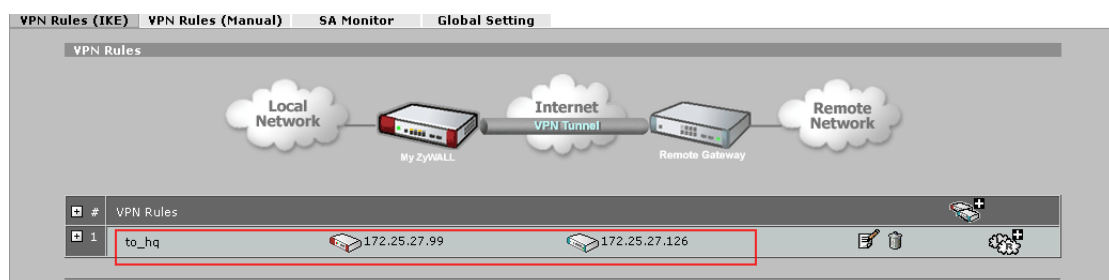 VPN Rules (IKE) VPN Rules (Manual) SA Monitor Global Setting
VPN Rules
Local Network
Internet
VPN Tunnel
Remote Network
My ZyWALL
Remote Gateway
# VPN Rules
1 to_hq 172.25.27.99 172.25.27.126